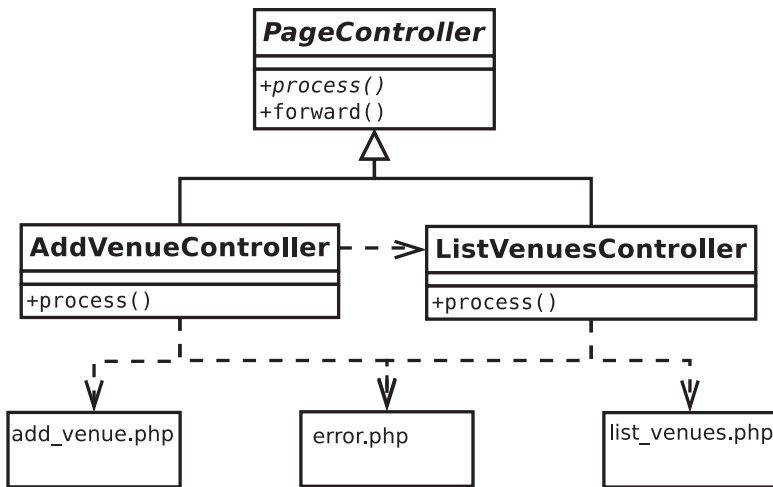 PageController
+process()
+forward()
AddVenueController
+process()
ListVenuesController
+process()
add_venue.php
error.php
list_venues.php